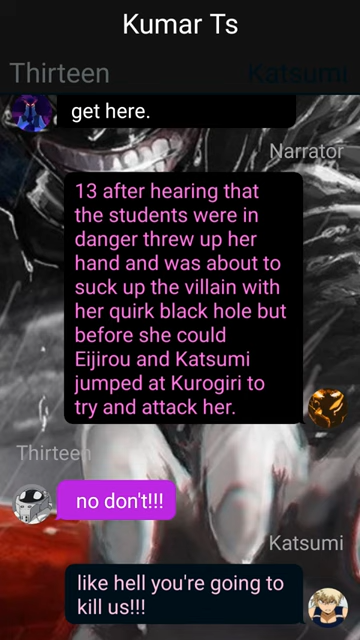 Kumar Ts
Thirteen
Katsumi
get here.
Narrator
13 after hearing that
the students were in
danger threw up her
hand and was about to
suck up the villain with
her quirk black hole but
before she could
Eijirou and Katsumi
jumped at Kurogiri to
try and attack her.
Thirteen
no don't!!!
Katsumi
like hell you're going to
kill us!!!